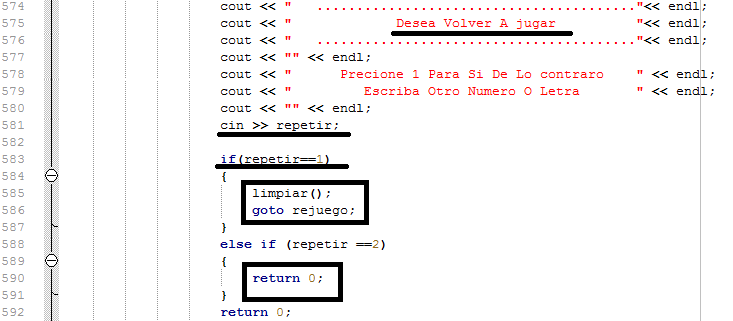 574 cout << "   ........................................"<< endl;
575 cout << "             Desea Volver A jugar          "<< endl;
576 cout << "   ........................................"<< endl;
577 cout << "" << endl;
578 cout << "      Precione 1 Para Si De Lo contraro    " << endl;
579 cout << "         Escriba Otro Numero O Letra       " << endl;
580 cout << "" << endl;
581 cin >> repetir;
582
583 if(repetir==1)
584 {
585 limpiar();
586 goto rejuego;
587 }
588 else if (repetir ==2)
589 {
590 return 0;
591 }
592 return 0;